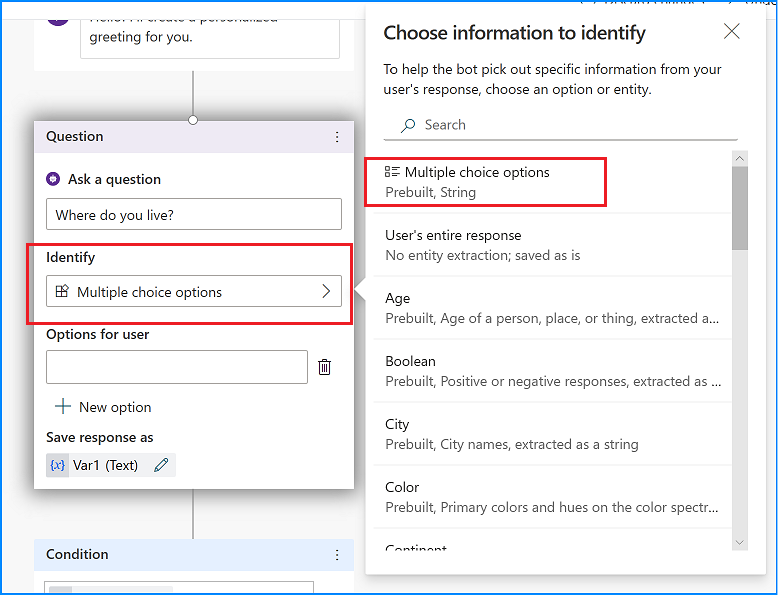 greeting for you.
Question
Ask a question
Where do you live?
Identify
Multiple choice options
Options for user
New option
Save response as
{x} Var1 (Text)
Condition
Choose information to identify
To help the bot pick out specific information from your
user's response, choose an option or entity.
Search
Multiple choice options
Prebuilt, String
User's entire response
No entity extraction; saved as is
Age
Prebuilt, Age of a person, place, or thing, extracted a...
Boolean
Prebuilt, Positive or negative responses, extracted as ...
City
Prebuilt, City names, extracted as a string
Color
Prebuilt, Primary colors and hues on the color spectr...
Continent